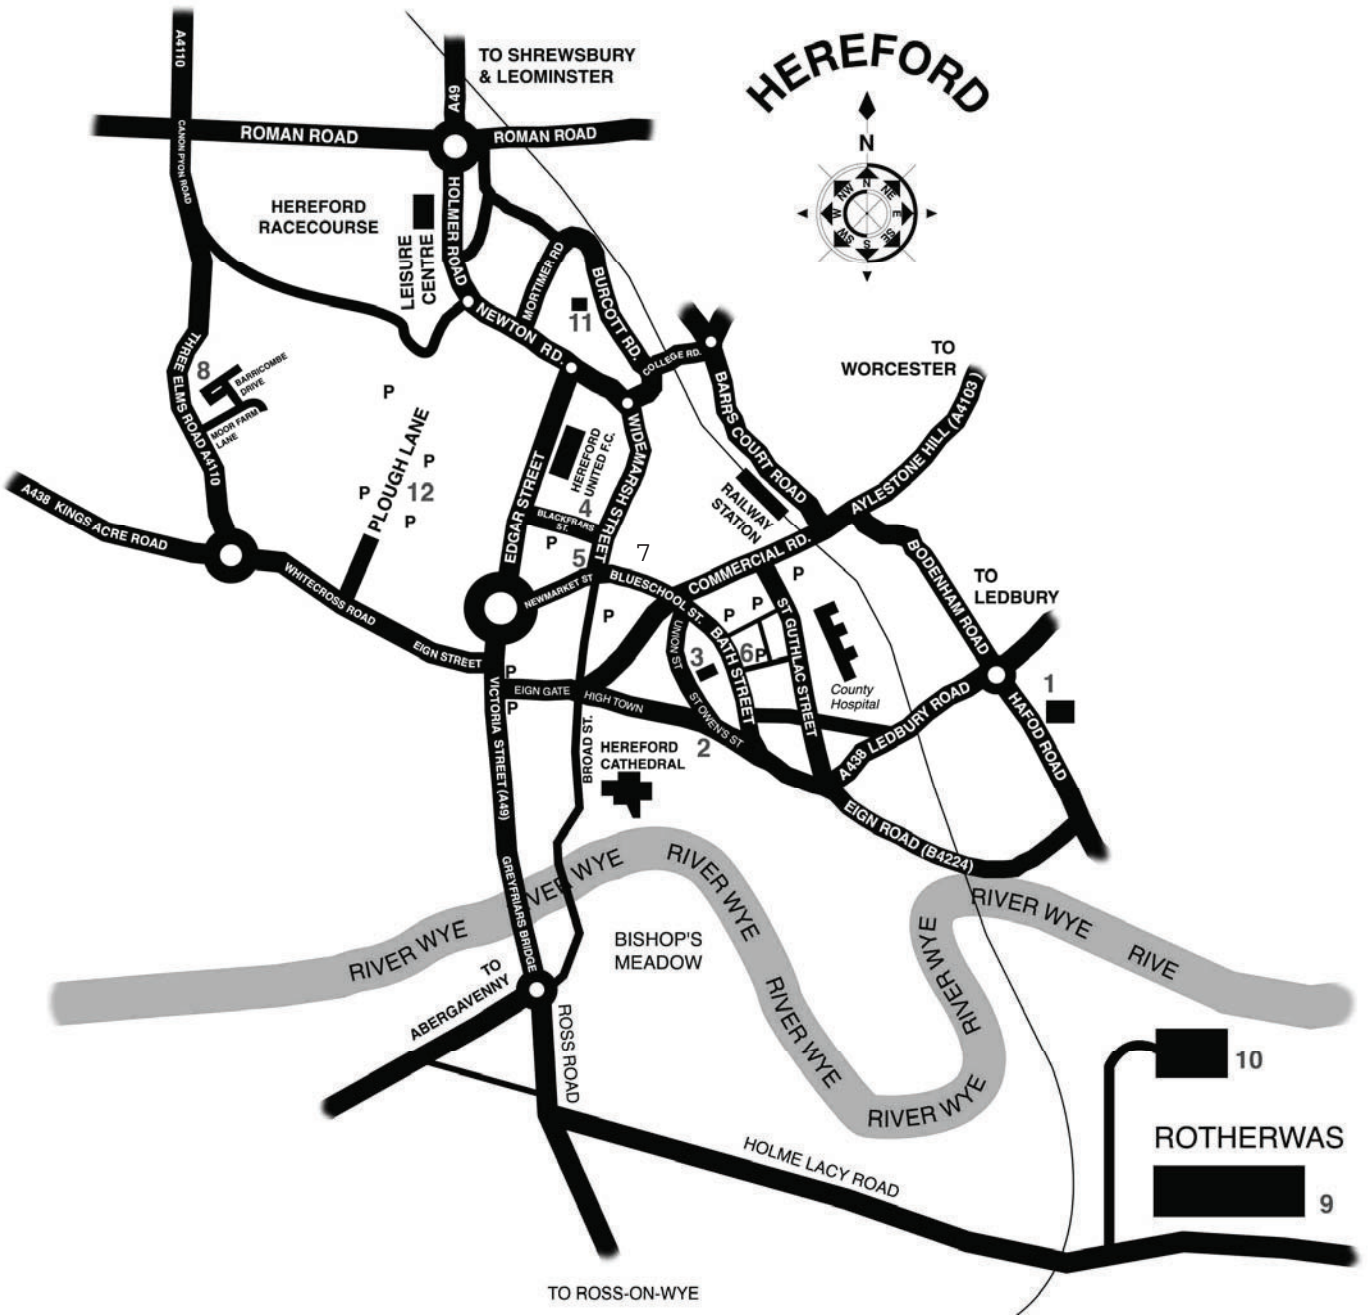 HEREFORD
N
N
NE
E
SE
S
SW
W
NW
A4110
A49
TO SHREWSBURY
& LEOMINSTER
ROMAN ROAD
ROMAN ROAD
CANON PYON ROAD
HEREFORD
RACECOURSE
LEISURE
CENTRE
HOLMER ROAD
MORTIMER RD
BURCOTT RD.
11
NEWTON RD.
COLLEGE RD.
TO
WORCESTER
THREE ELMS ROAD A4110
8
BARRICOMBE
DRIVE
MOOR FARM
LANE
P
PLOUGH LANE
P
P
12
P
BARRS COURT ROAD
AYLESTONE HILL (A4103)
HEREFORD
UNITED F.C.
WIDEMARSH STREET
EDGAR STREET
4
BLACKFRIARS
ST.
P
5
7
RAILWAY
STATION
COMMERCIAL RD.
A438 KINGS ACRE ROAD
WHITECROSS ROAD
EIGN STREET
NEWMARKET ST
BLUESCHOOL ST.
BODENHAM ROAD
TO
LEDBURY
P
P
P
P
P
6
UNION ST
3
BATH STREET
ST GUTHLAC STREET
County
Hospital
1
HAFOD ROAD
P
EIGN GATE
P
HIGH TOWN
ST OWEN'S ST
2
VICTORIA STREET (A49)
BROAD ST.
HEREFORD
CATHEDRAL
A438 LEDBURY ROAD
EIGN ROAD (B4224)
GREYFRIARS BRIDGE
RIVER WYE
VER WYE
RIVER WYE
RIVER WYE
RIVER WYE
RIVER WYE
RIVER WYE
RIVER WYE
RIVE
BISHOP'S
MEADOW
TO
ABERGAVENNY
ROSS ROAD
HOLME LACY ROAD
10
ROTHERWAS
9
TO ROSS-ON-WYE